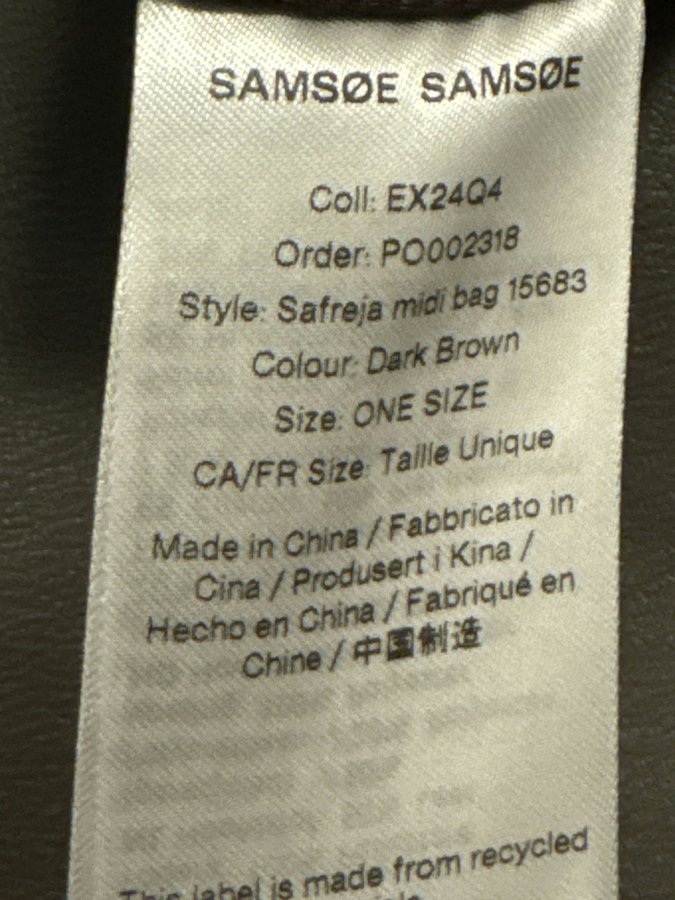 SAMSØE SAMSØE
Coll: EX24Q4
Order: PO002318
Style: Safreja midi bag 15683
Colour: Dark Brown
Size: ONE SIZE
CA/FR Size: Taille Unique
Made in China / Fabbricato in
Cina / Produsert i Kina /
Hecho en China / Fabriqué en
Chine / 中国制造
This label is made from recycled